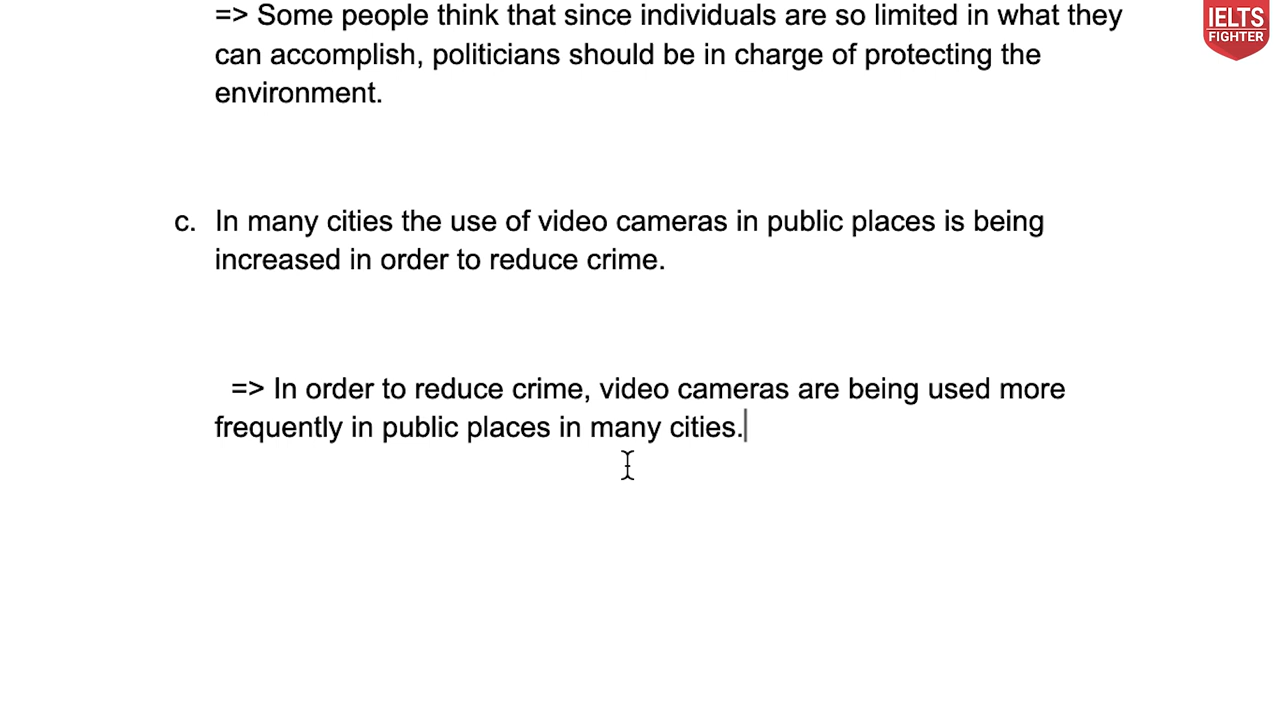 => Some people think that since individuals are so limited in what they
can accomplish, politicians should be in charge of protecting the
environment.
IELTS
FIGHTER
c. In many cities the use of video cameras in public places is being
increased in order to reduce crime.
=> In order to reduce crime, video cameras are being used more
frequently in public places in many cities.